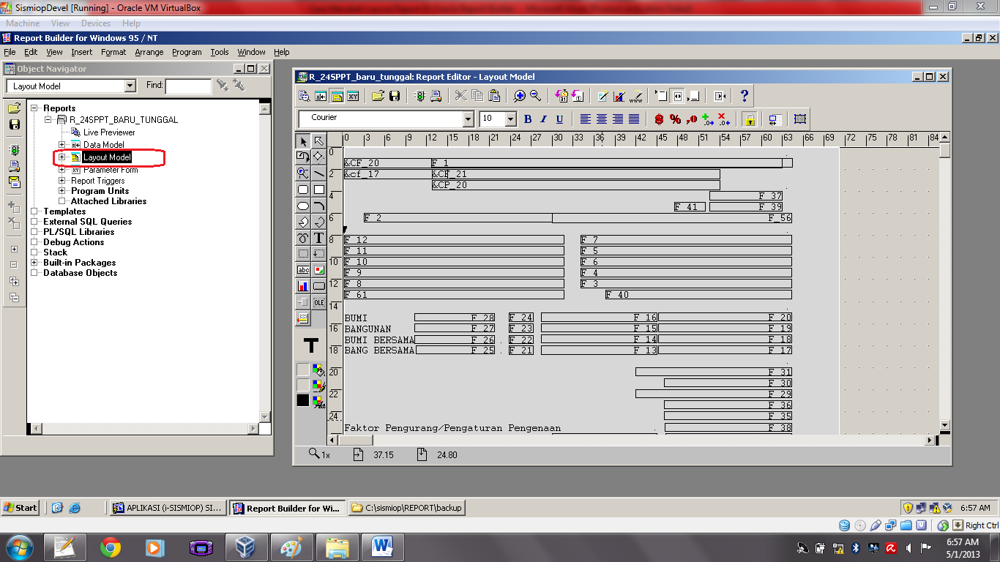 SismiopDevel [Running] - Oracle VM VirtualBox
Machine View Devices Help
Report Builder for Windows 95 / NT
File Edit View Insert Format Arrange Program Tools Window Help
Object Navigator
Layout Model Find:
Reports
R_24SPPT_BARU_TUNGGAL
Live Previewer
Data Model
Layout Model
Parameter Form
Report Triggers
Program Units
Attached Libraries
Templates
External SQL Queries
PL/SQL Libraries
Debug Actions
Stack
Built-in Packages
Database Objects
R_24SPPT_baru_tunggal: Report Editor - Layout Model
Courier 10 B I U
0 3 6 9 12 15 18 21 24 27 30 33 36 39 42 45 48 51 54 57 60 63 66 69 72 75 78 81 84
0
&CF_20 F_1
2 &cf_17 &CF_21
&CP_20
4 F_37
F_41 F_39
6 F_2 F_56
8 F_12 F_7
F_11 F_5
10 F_10 F_6
F_9 F_4
12 F_8 F_3
F_61 F_40
14
BUMI F_28 F_24 F_16 F_20
16 BANGUNAN F_27 F_23 F_15 F_19
BUMI BERSAMA F_26 F_22 F_14 F_18
18 BANG BERSAMA F_25 F_21 F_13 F_17
20 F_31
F_30
22 F_29
F_36
24 F_35
Faktor Pengurang/Pengaturan Pengenaan F_38
1x 37.15 24.80
Start APLIKASI (i-SISMIOP) SI... Report Builder for Wi... C:\sismiop\REPORT\backup 6:57 AM
Right Ctrl
6:57 AM
5/1/2013